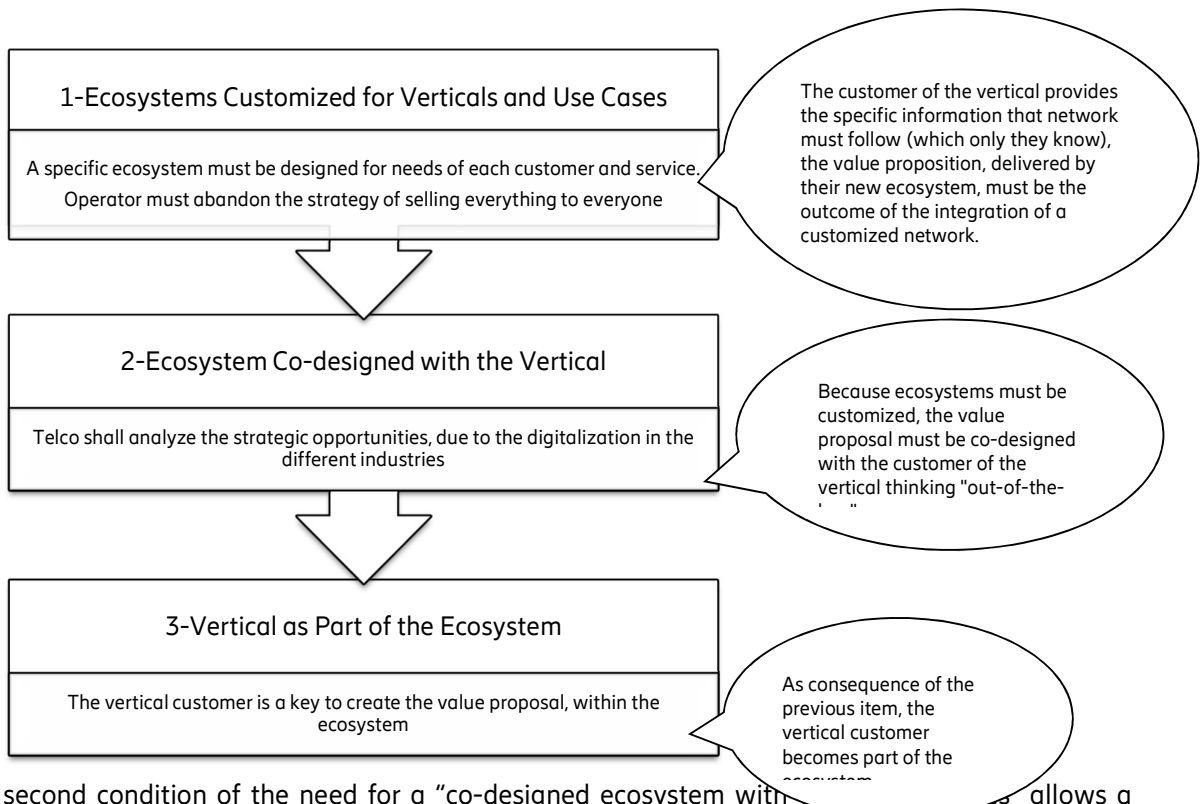 1-Ecosystems Customized for Verticals and Use Cases
A specific ecosystem must be designed for needs of each customer and service.
Operator must abandon the strategy of selling everything to everyone
The customer of the vertical provides
the specific information that network
must follow (which only they know),
the value proposition, delivered by
their new ecosystem, must be the
outcome of the integration of a
customized network.
2-Ecosystem Co-designed with the Vertical
Telco shall analyze the strategic opportunities, due to the digitalization in the
different industries
Because ecosystems must be
customized, the value
proposal must be co-designed
with the customer of the
vertical thinking "out-of-the-
3-Vertical as Part of the Ecosystem
The vertical customer is a key to create the value proposal, within the
ecosystem
As consequence of the
previous item, the
vertical customer
becomes part of the
second condition of the need for a “co-designed ecosystem with allows a